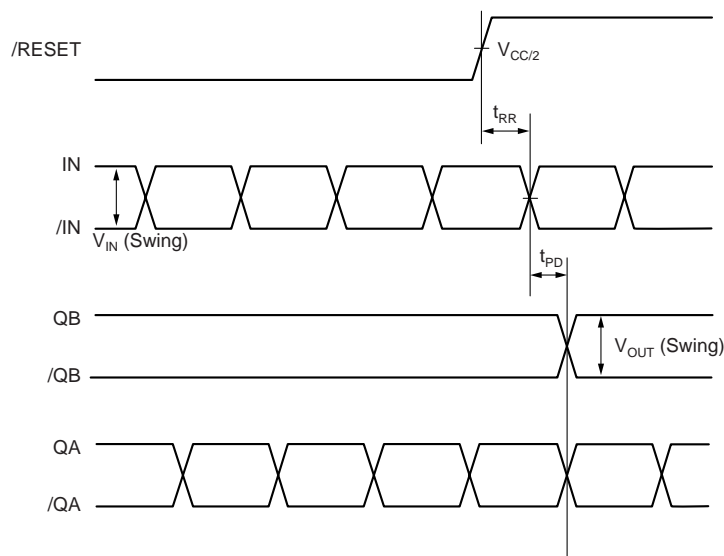 /RESET
V_CC/2
t_RR
IN
/IN
V_IN (Swing)
t_PD
QB
V_OUT (Swing)
/QB
QA
/QA